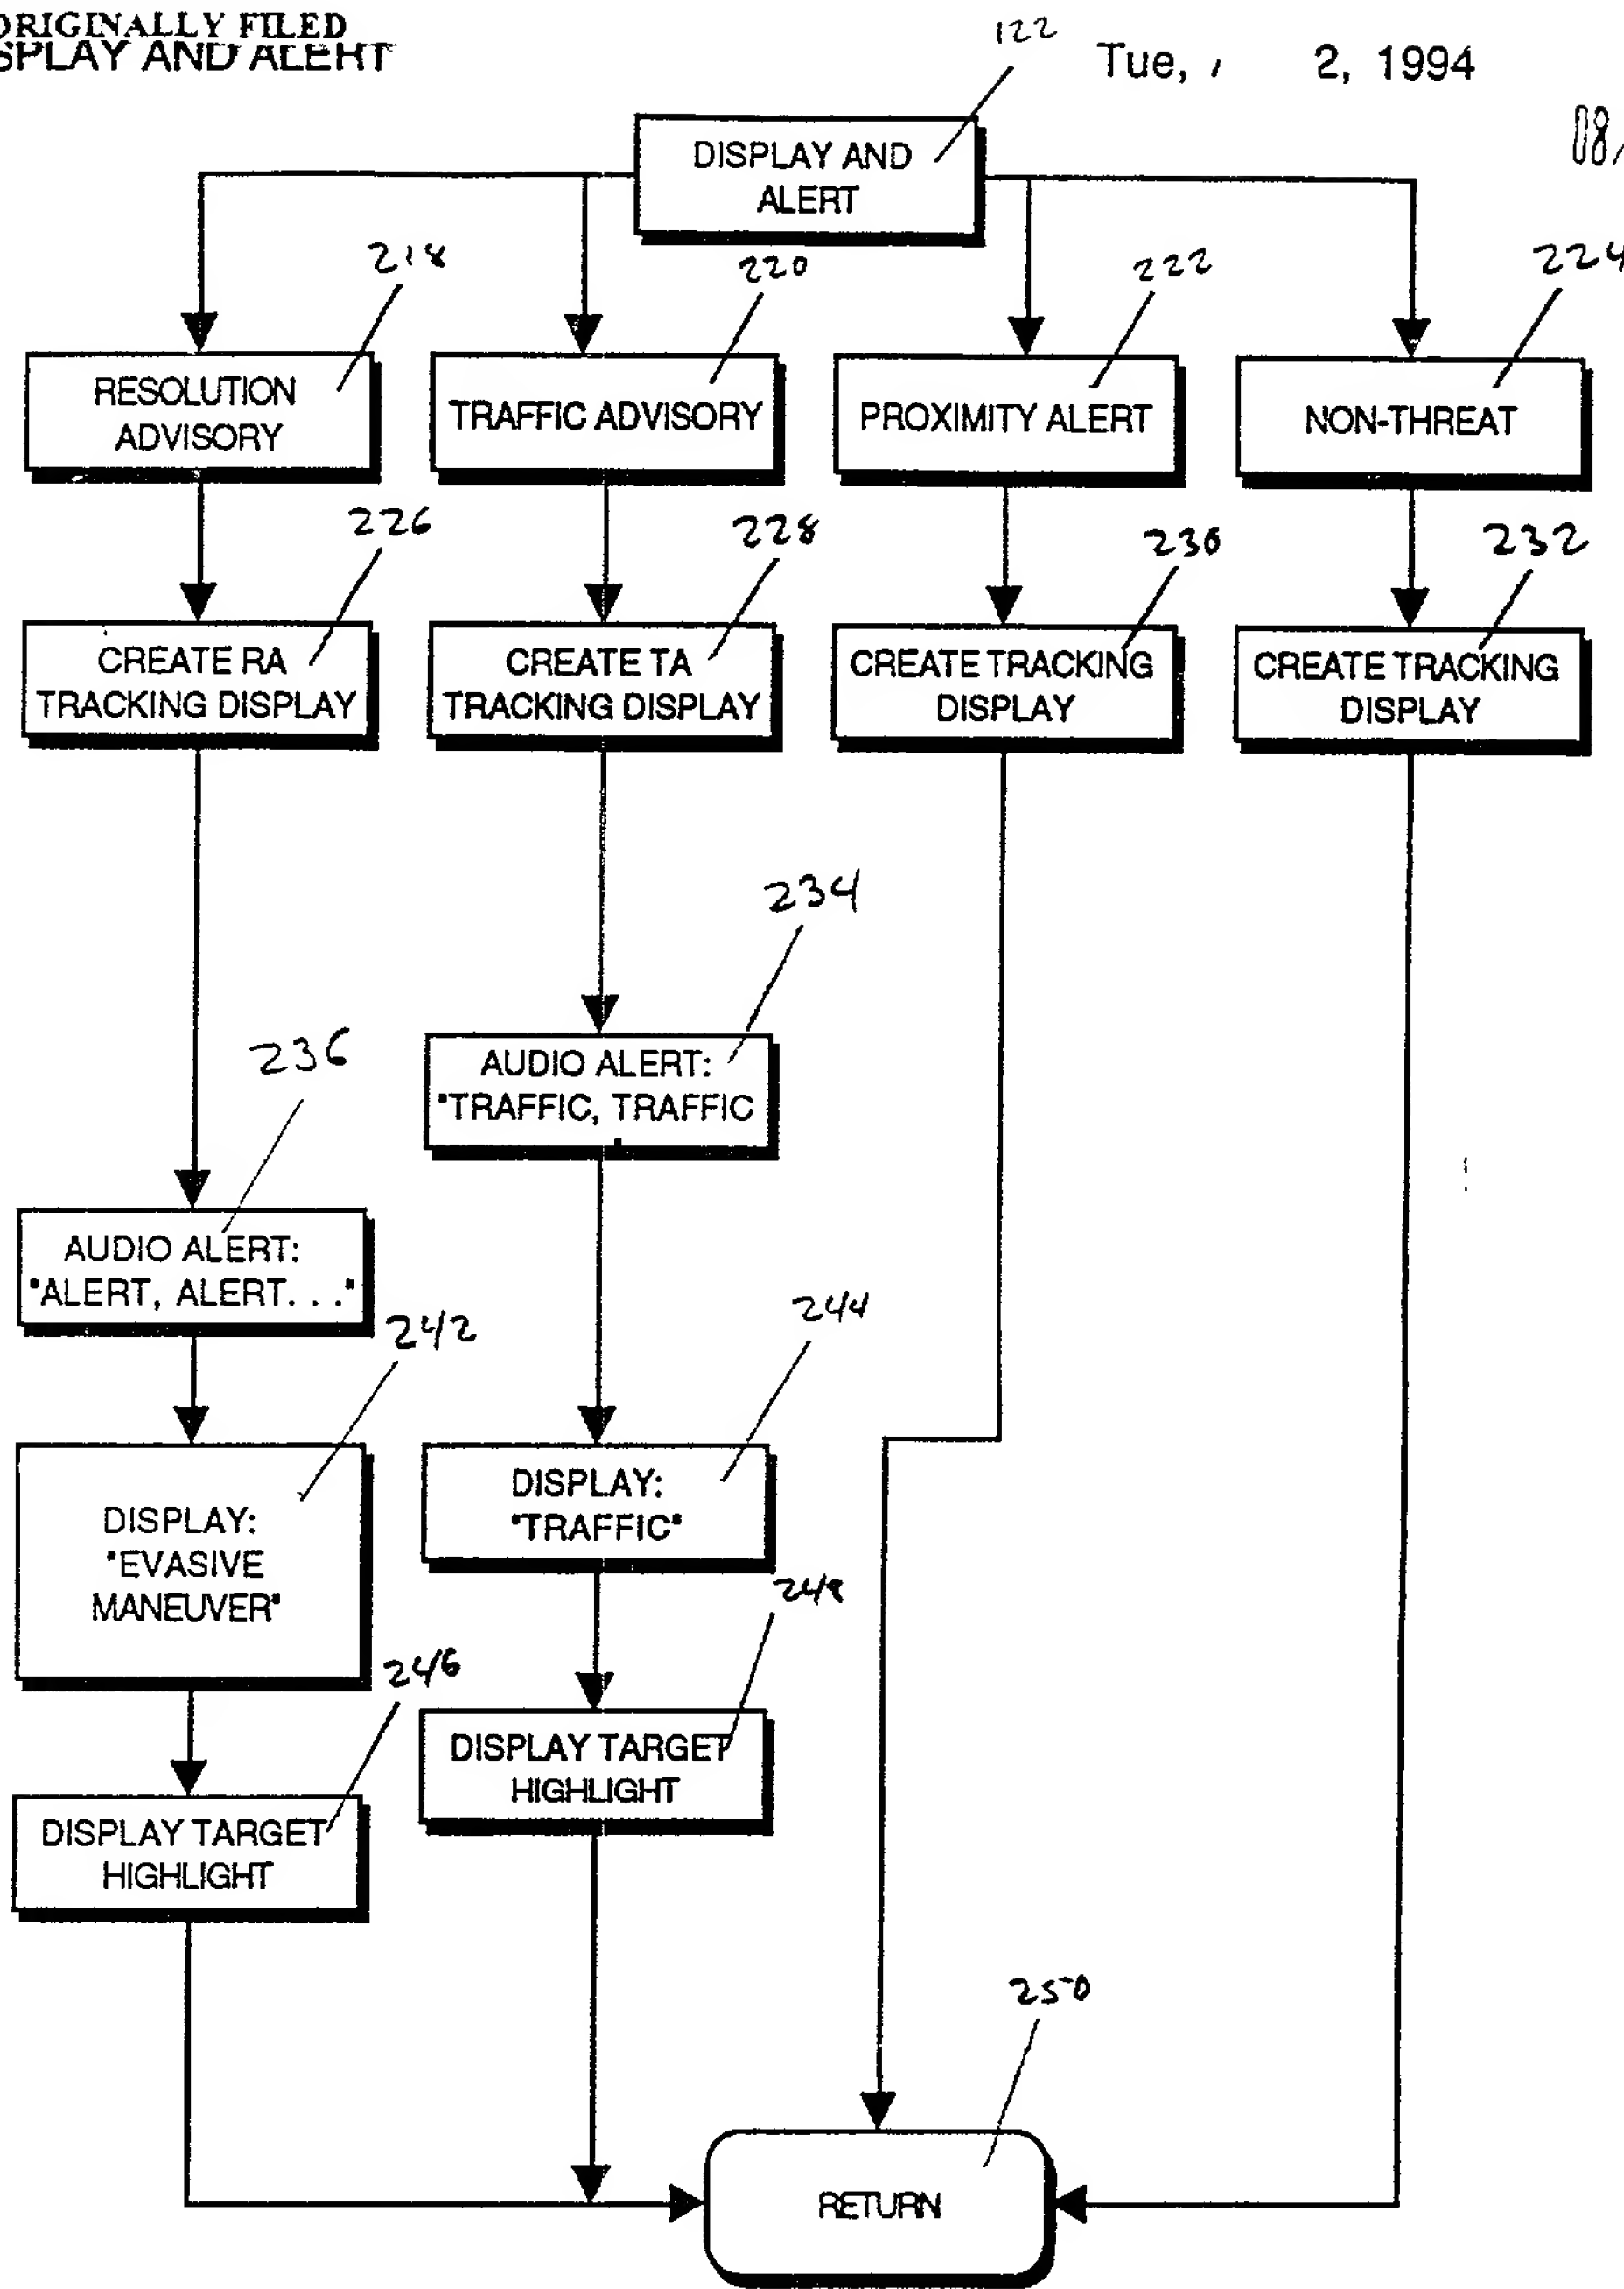 ORIGINALLY FILED
DISPLAY AND ALERT
122
Tue, 2, 1994
08
DISPLAY AND
ALERT
218
220
222
224
RESOLUTION
ADVISORY
TRAFFIC ADVISORY
PROXIMITY ALERT
NON-THREAT
226
228
230
232
CREATE RA
TRACKING DISPLAY
CREATE TA
TRACKING DISPLAY
CREATE TRACKING
DISPLAY
CREATE TRACKING
DISPLAY
234
236
AUDIO ALERT:
"TRAFFIC, TRAFFIC
"
AUDIO ALERT:
"ALERT, ALERT. . ."
242
244
DISPLAY:
"EVASIVE
MANEUVER"
DISPLAY:
"TRAFFIC"
246
248
DISPLAY TARGET
HIGHLIGHT
DISPLAY TARGET
HIGHLIGHT
250
RETURN